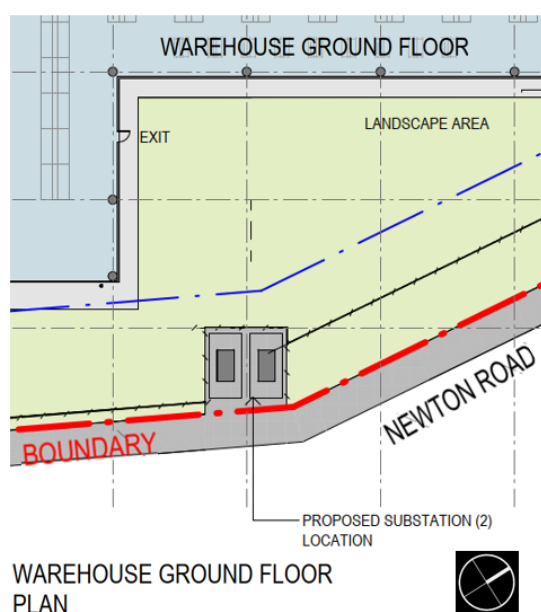 WAREHOUSE GROUND FLOOR
LANDSCAPE AREA
EXIT
NEWTON ROAD
BOUNDARY
PROPOSED SUBSTATION (2)
LOCATION
WAREHOUSE GROUND FLOOR
PLAN